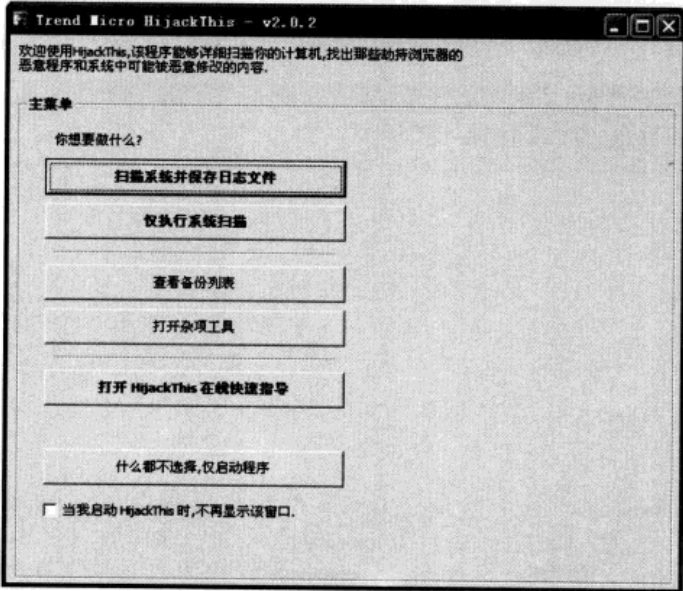 Trend Micro HijackThis - v2.0.2
欢迎使用HijackThis,该程序能够详细扫描你的计算机,找出那些劫持浏览器的
恶意程序和系统中可能被恶意修改的内容.
主菜单
你想要做什么?
扫描系统并保存日志文件
仅执行系统扫描
查看备份列表
打开杂项工具
打开 HijackThis 在线快速指导
什么都不选择,仅启动程序
当我启动 HijackThis 时,不再显示该窗口.